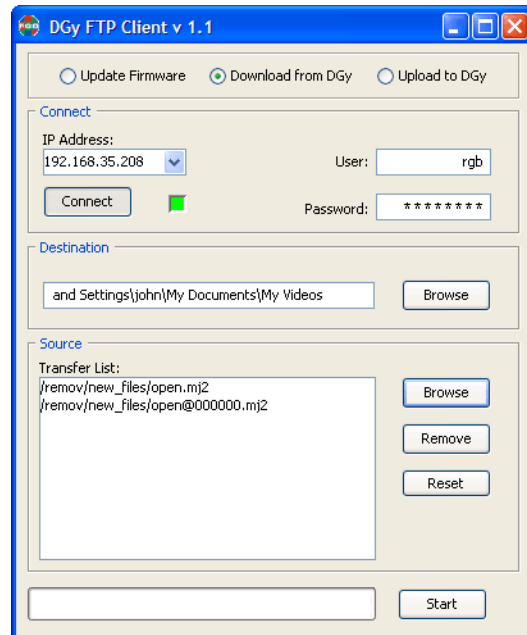 DGy FTP Client v 1.1
Update Firmware Download from DGy Upload to DGy
Connect
IP Address:
192.168.35.208 User: rgb
Connect Password: ********
Destination
and Settings\john\My Documents\My Videos Browse
Source
Transfer List:
/remov/new_files/open.mj2
/remov/new_files/open@000000.mj2
Browse
Remove
Reset
Start